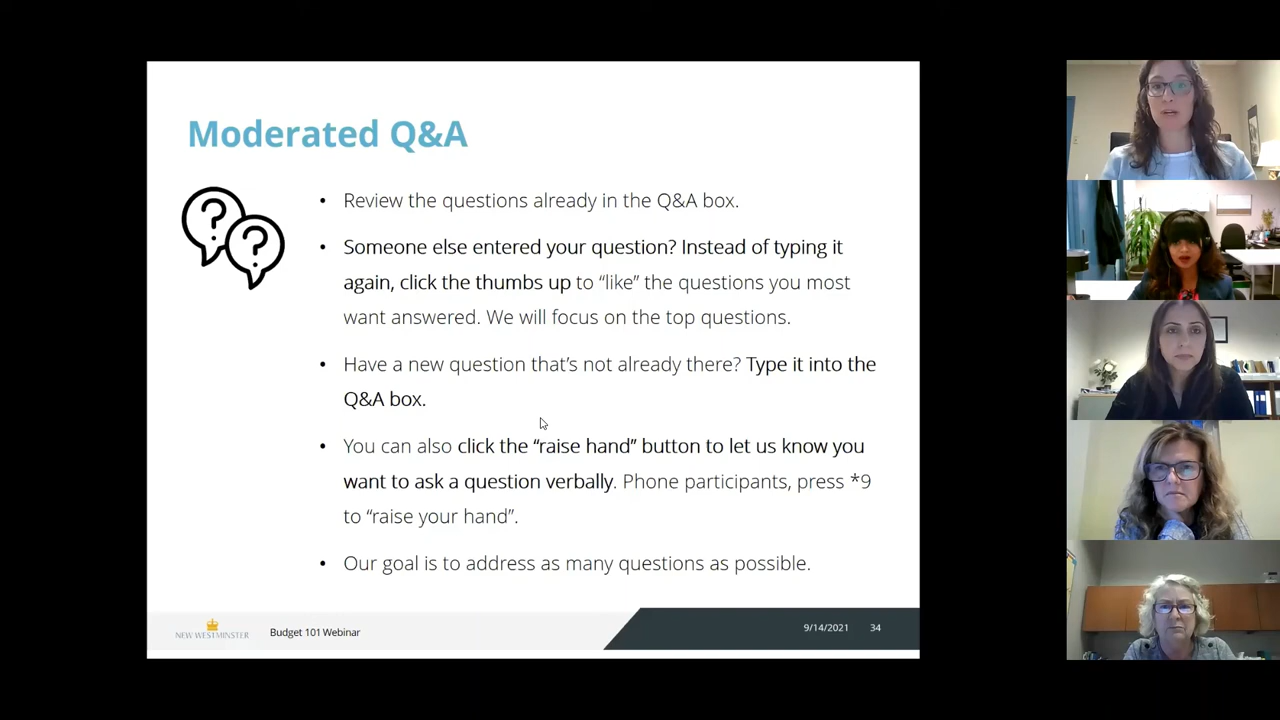 Moderated Q&A
? ?
• Review the questions already in the Q&A box.
• Someone else entered your question? Instead of typing it
again, click the thumbs up to “like” the questions you most
want answered. We will focus on the top questions.
• Have a new question that’s not already there? Type it into the
Q&A box.
• You can also click the “raise hand” button to let us know you
want to ask a question verbally. Phone participants, press *9
to “raise your hand”.
• Our goal is to address as many questions as possible.
NEW WESTMINSTER
Budget 101 Webinar
9/14/2021 34